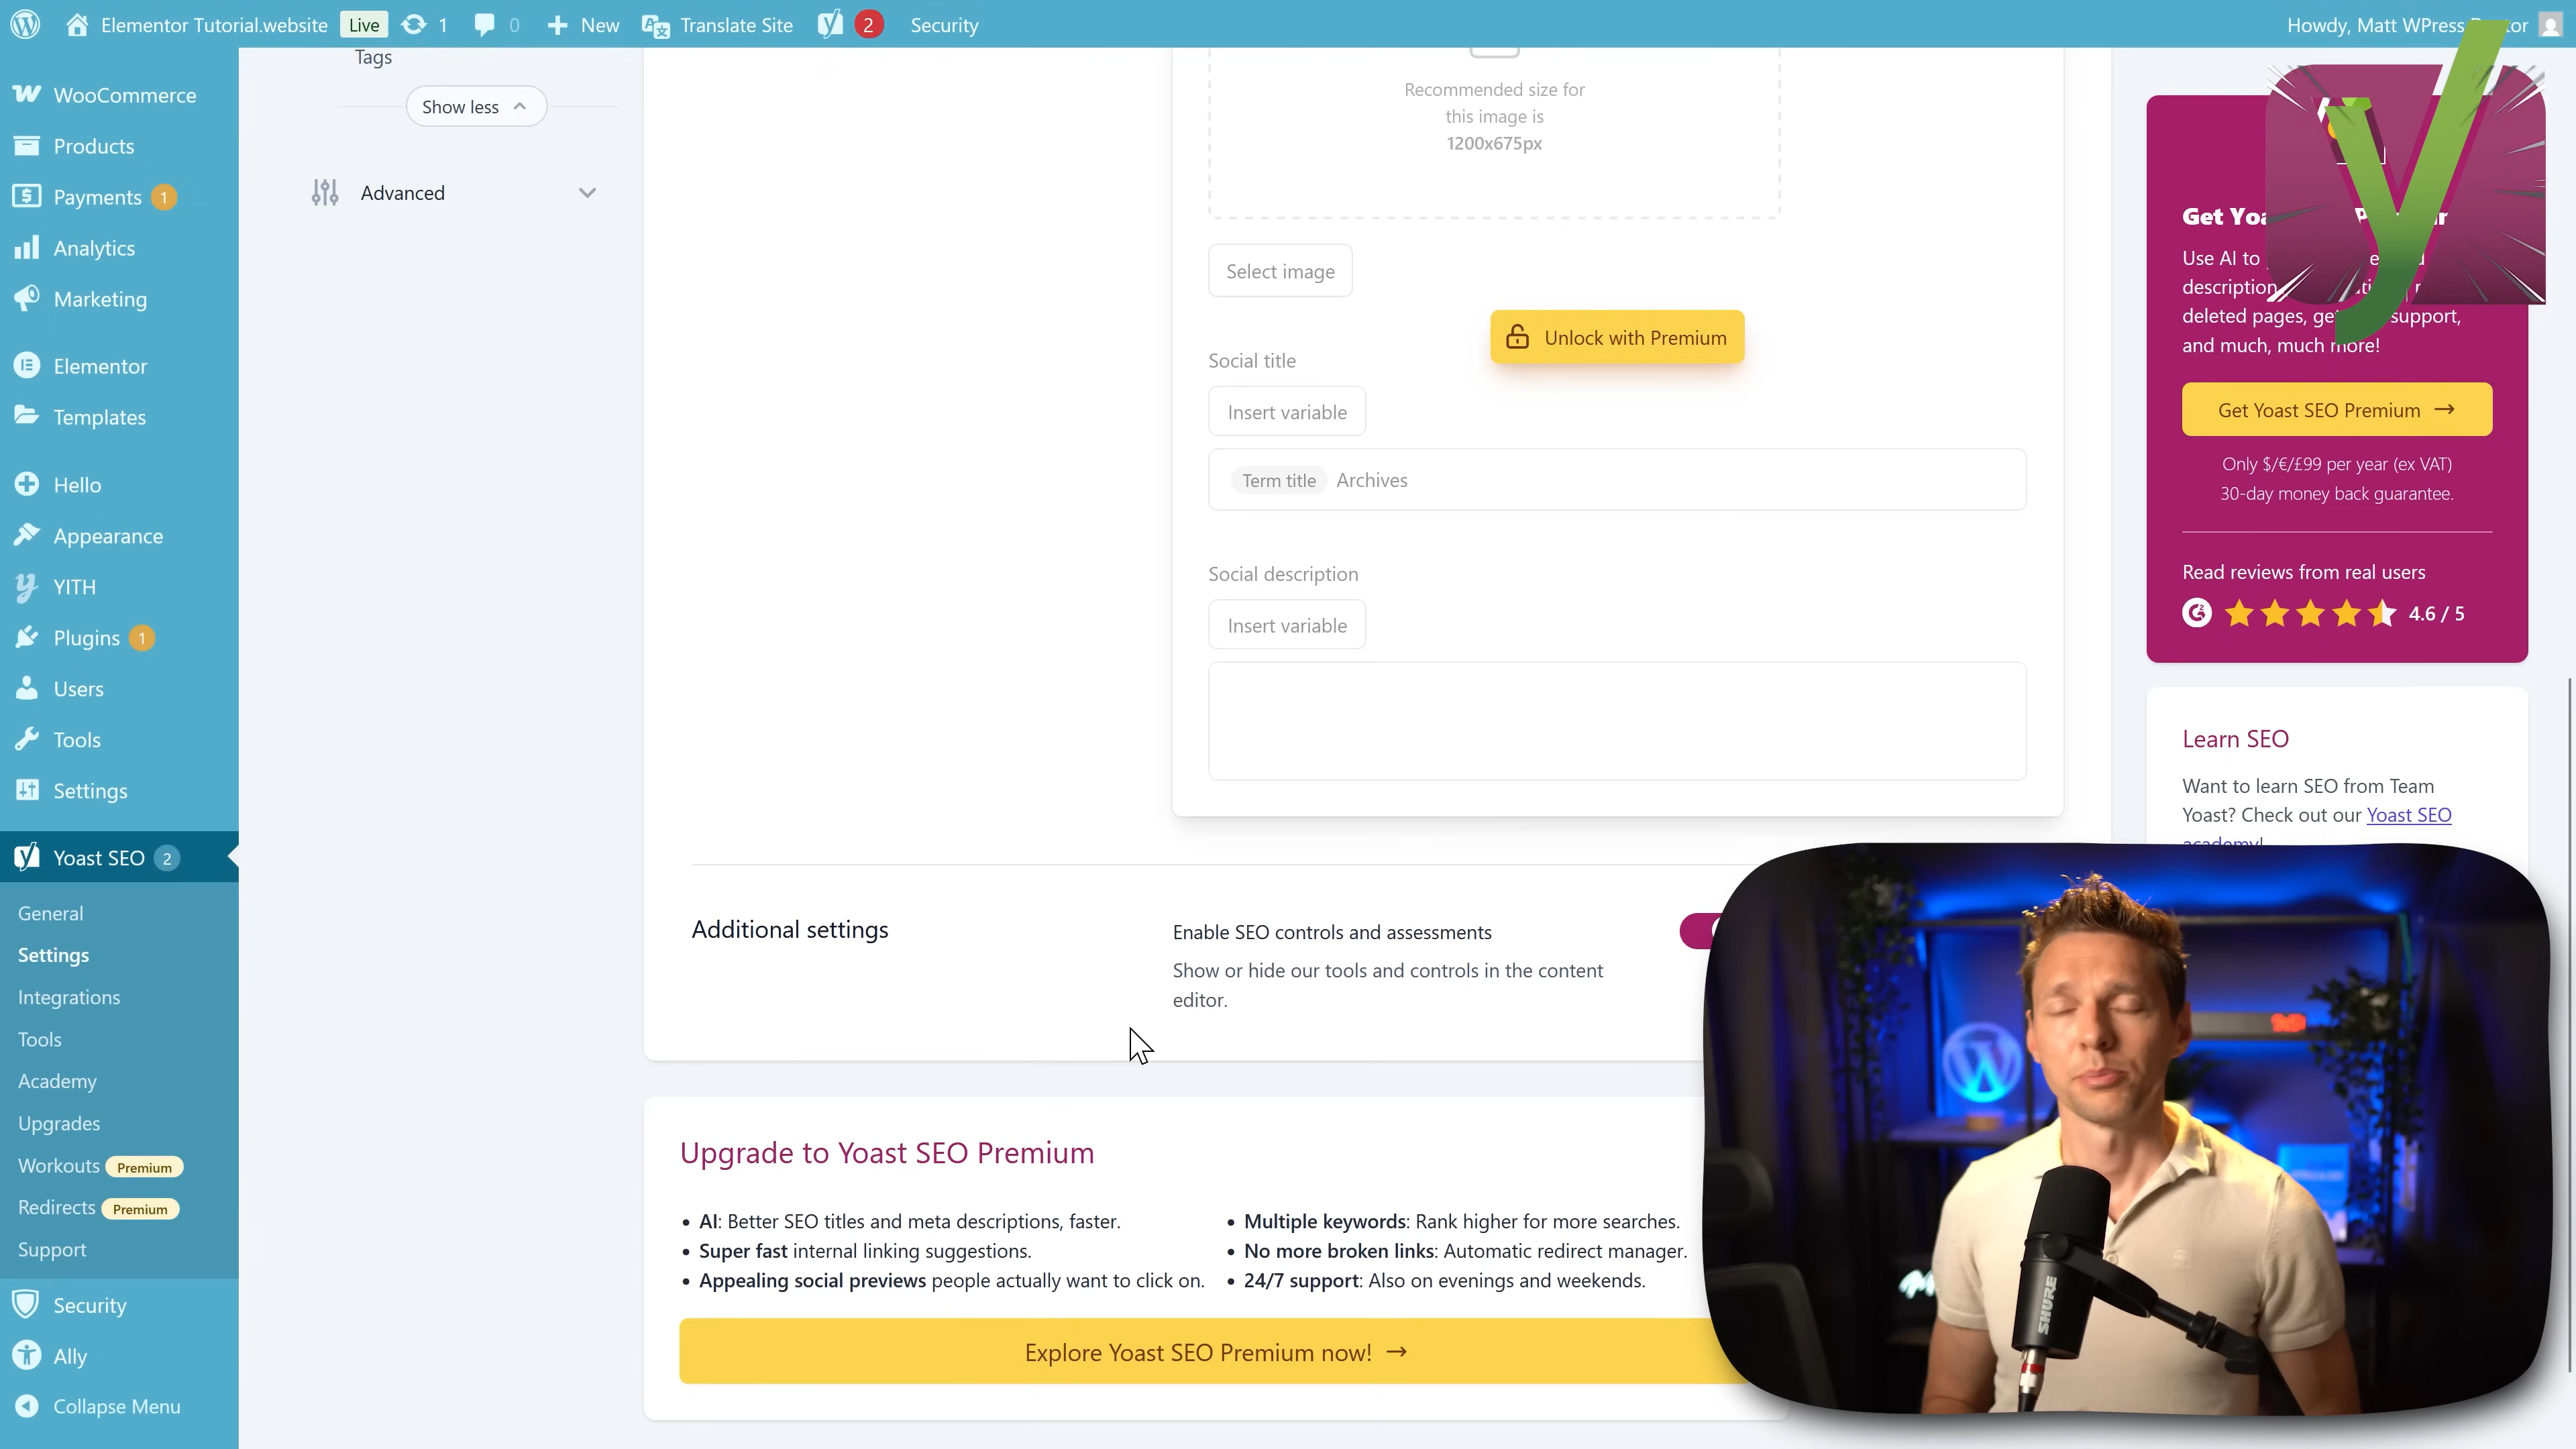 Elementor Tutorial.website
Live
1
0
New
Translate Site
2
Security
Howdy, Matt WPress
WooCommerce
Products
Payments 1
Analytics
Marketing
Elementor
Templates
Hello
Appearance
YITH
Plugins 1
Users
Tools
Settings
Yoast SEO 2
General
Settings
Integrations
Tools
Academy
Upgrades
Workouts Premium
Redirects Premium
Support
Security
Ally
Collapse Menu
Tags
Show less
Advanced
Recommended size for
this image is
1200x675px
Select image
Unlock with Premium
Social title
Insert variable
Term title Archives
Social description
Insert variable
Additional settings
Enable SEO controls and assessments
Show or hide our tools and controls in the content
editor.
Upgrade to Yoast SEO Premium
• AI: Better SEO titles and meta descriptions, faster.
• Super fast internal linking suggestions.
• Appealing social previews people actually want to click on.
• Multiple keywords: Rank higher for more searches.
• No more broken links: Automatic redirect manager.
• 24/7 support: Also on evenings and weekends.
Explore Yoast SEO Premium now! →
Get
Use AI to
description
deleted pages, support,
and much, much more!
Get Yoast SEO Premium →
Only $/€/£99 per year (ex VAT)
30-day money back guarantee.
Read reviews from real users
4.6 / 5
Learn SEO
Want to learn SEO from Team
Yoast? Check out our Yoast SEO
academy!
SHURE